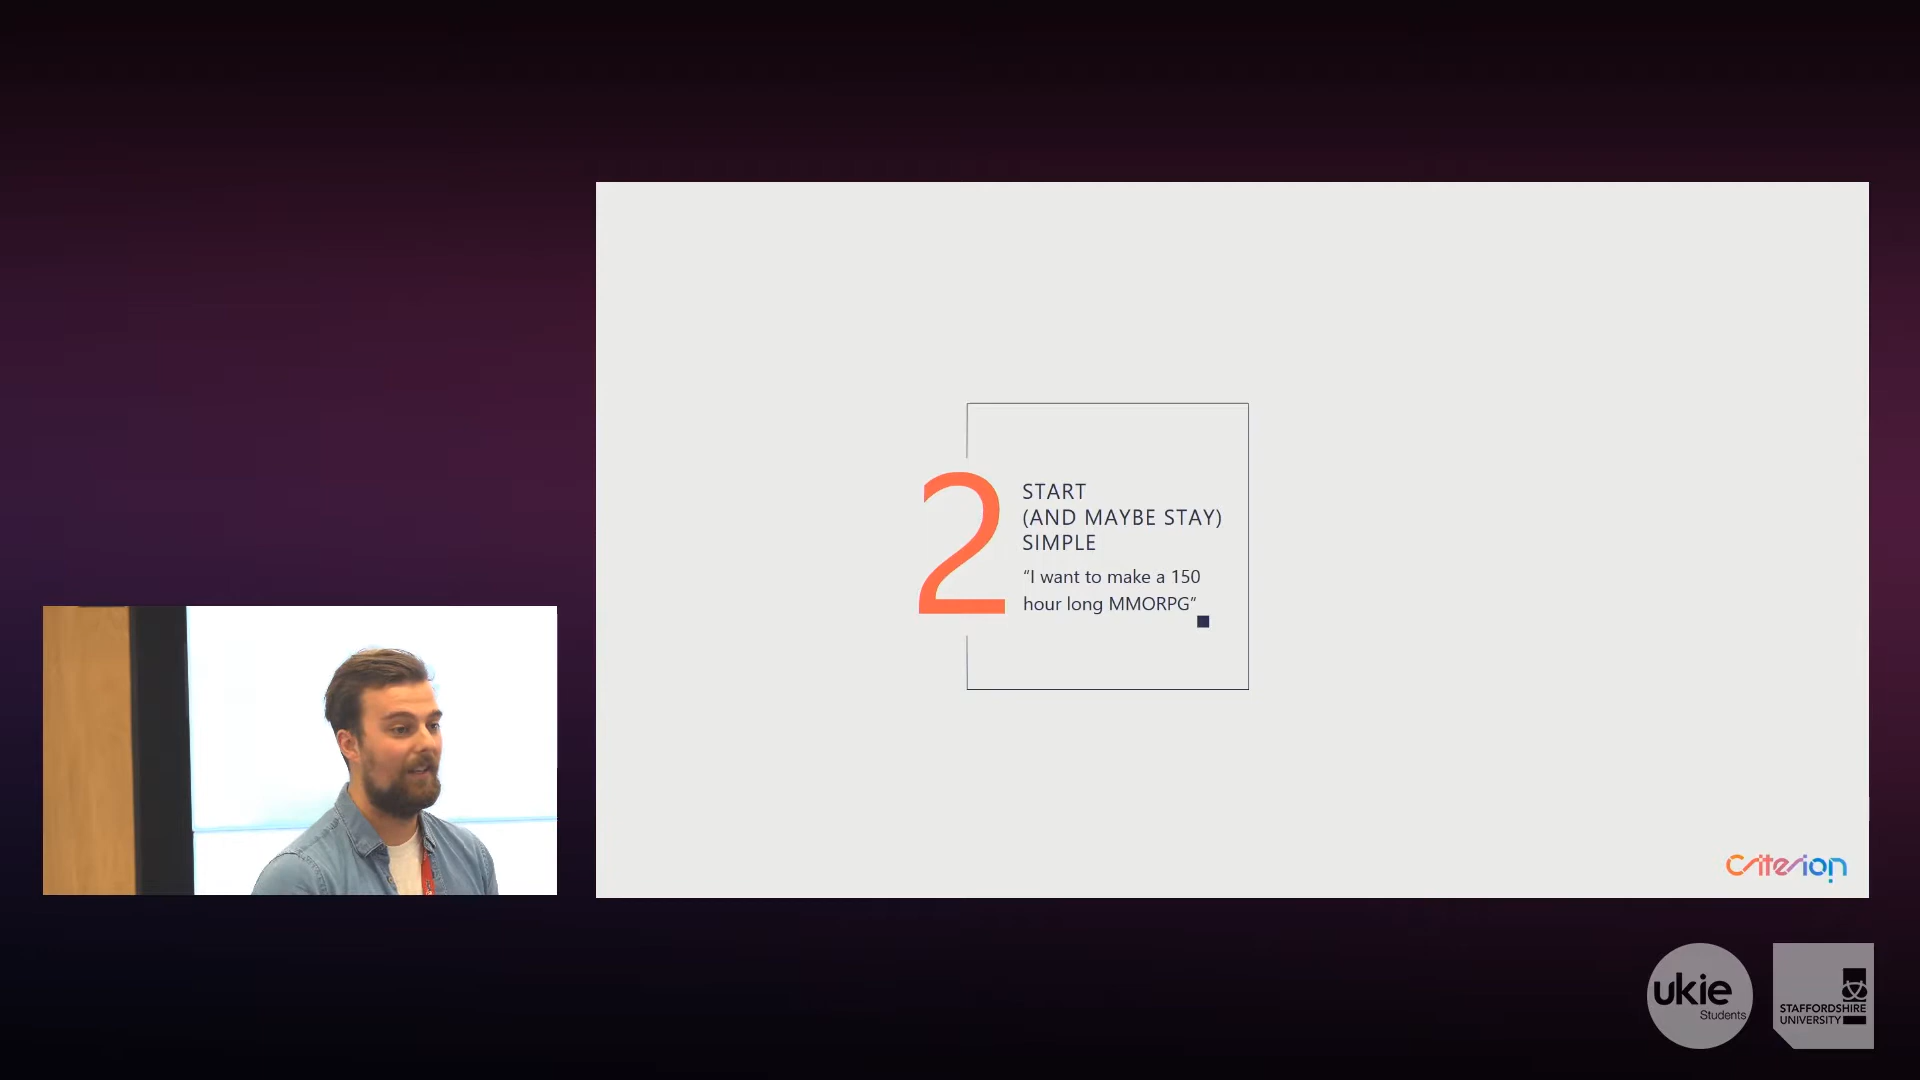 2
START
(AND MAYBE STAY)
SIMPLE
“I want to make a 150
hour long MMORPG”
Criterion
ukie
Students
STAFFORDSHIRE
UNIVERSITY